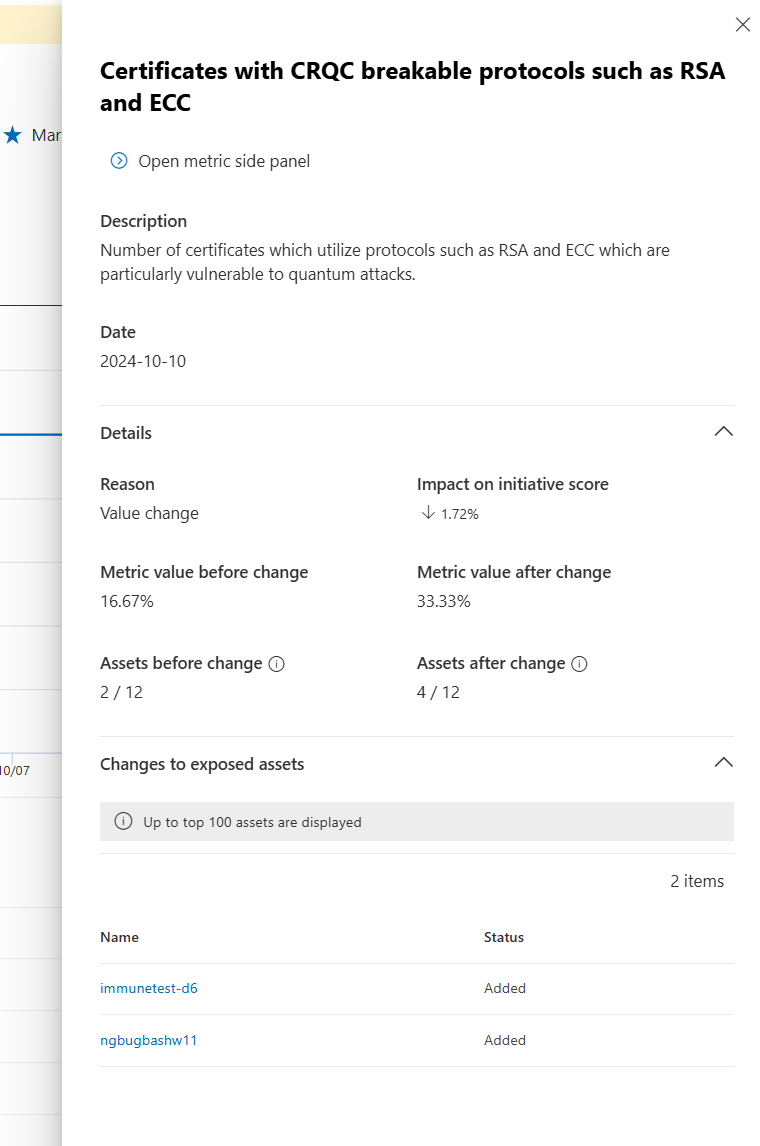 Certificates with CRQC breakable protocols such as RSA
and ECC
Mar
Open metric side panel
Description
Number of certificates which utilize protocols such as RSA and ECC which are
particularly vulnerable to quantum attacks.
Date
2024-10-10
Details
Reason
Impact on initiative score
Value change
↓ 1.72%
Metric value before change
Metric value after change
16.67%
33.33%
Assets before change
Assets after change
2 / 12
4 / 12
Changes to exposed assets
10/07
Up to top 100 assets are displayed
2 items
Name
Status
immunetest-d6
Added
ngbugbashw11
Added